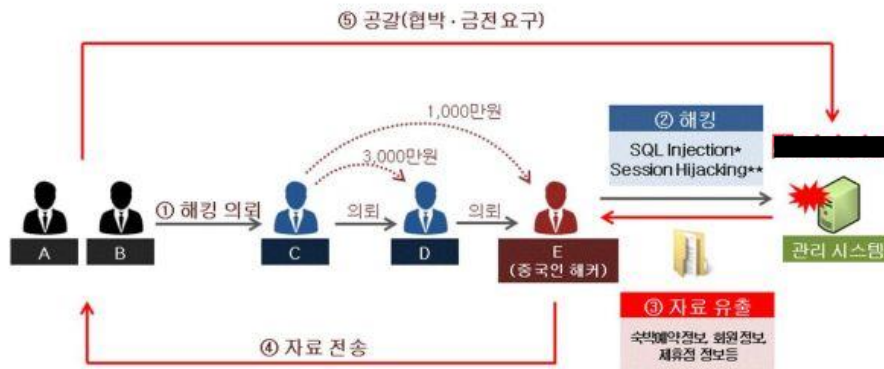 ⑤ 공갈(협박 · 금전요구)
1,000만원
3,000만원
② 해킹
SQL Injection*
Session Hijacking**
① 해킹 의뢰
의뢰
의뢰
A
B
C
D
E
(중국인 해커)
관리 시스템
③ 자료 유출
숙박예약정보, 회원정보,
제휴점 정보등
④ 자료 전송